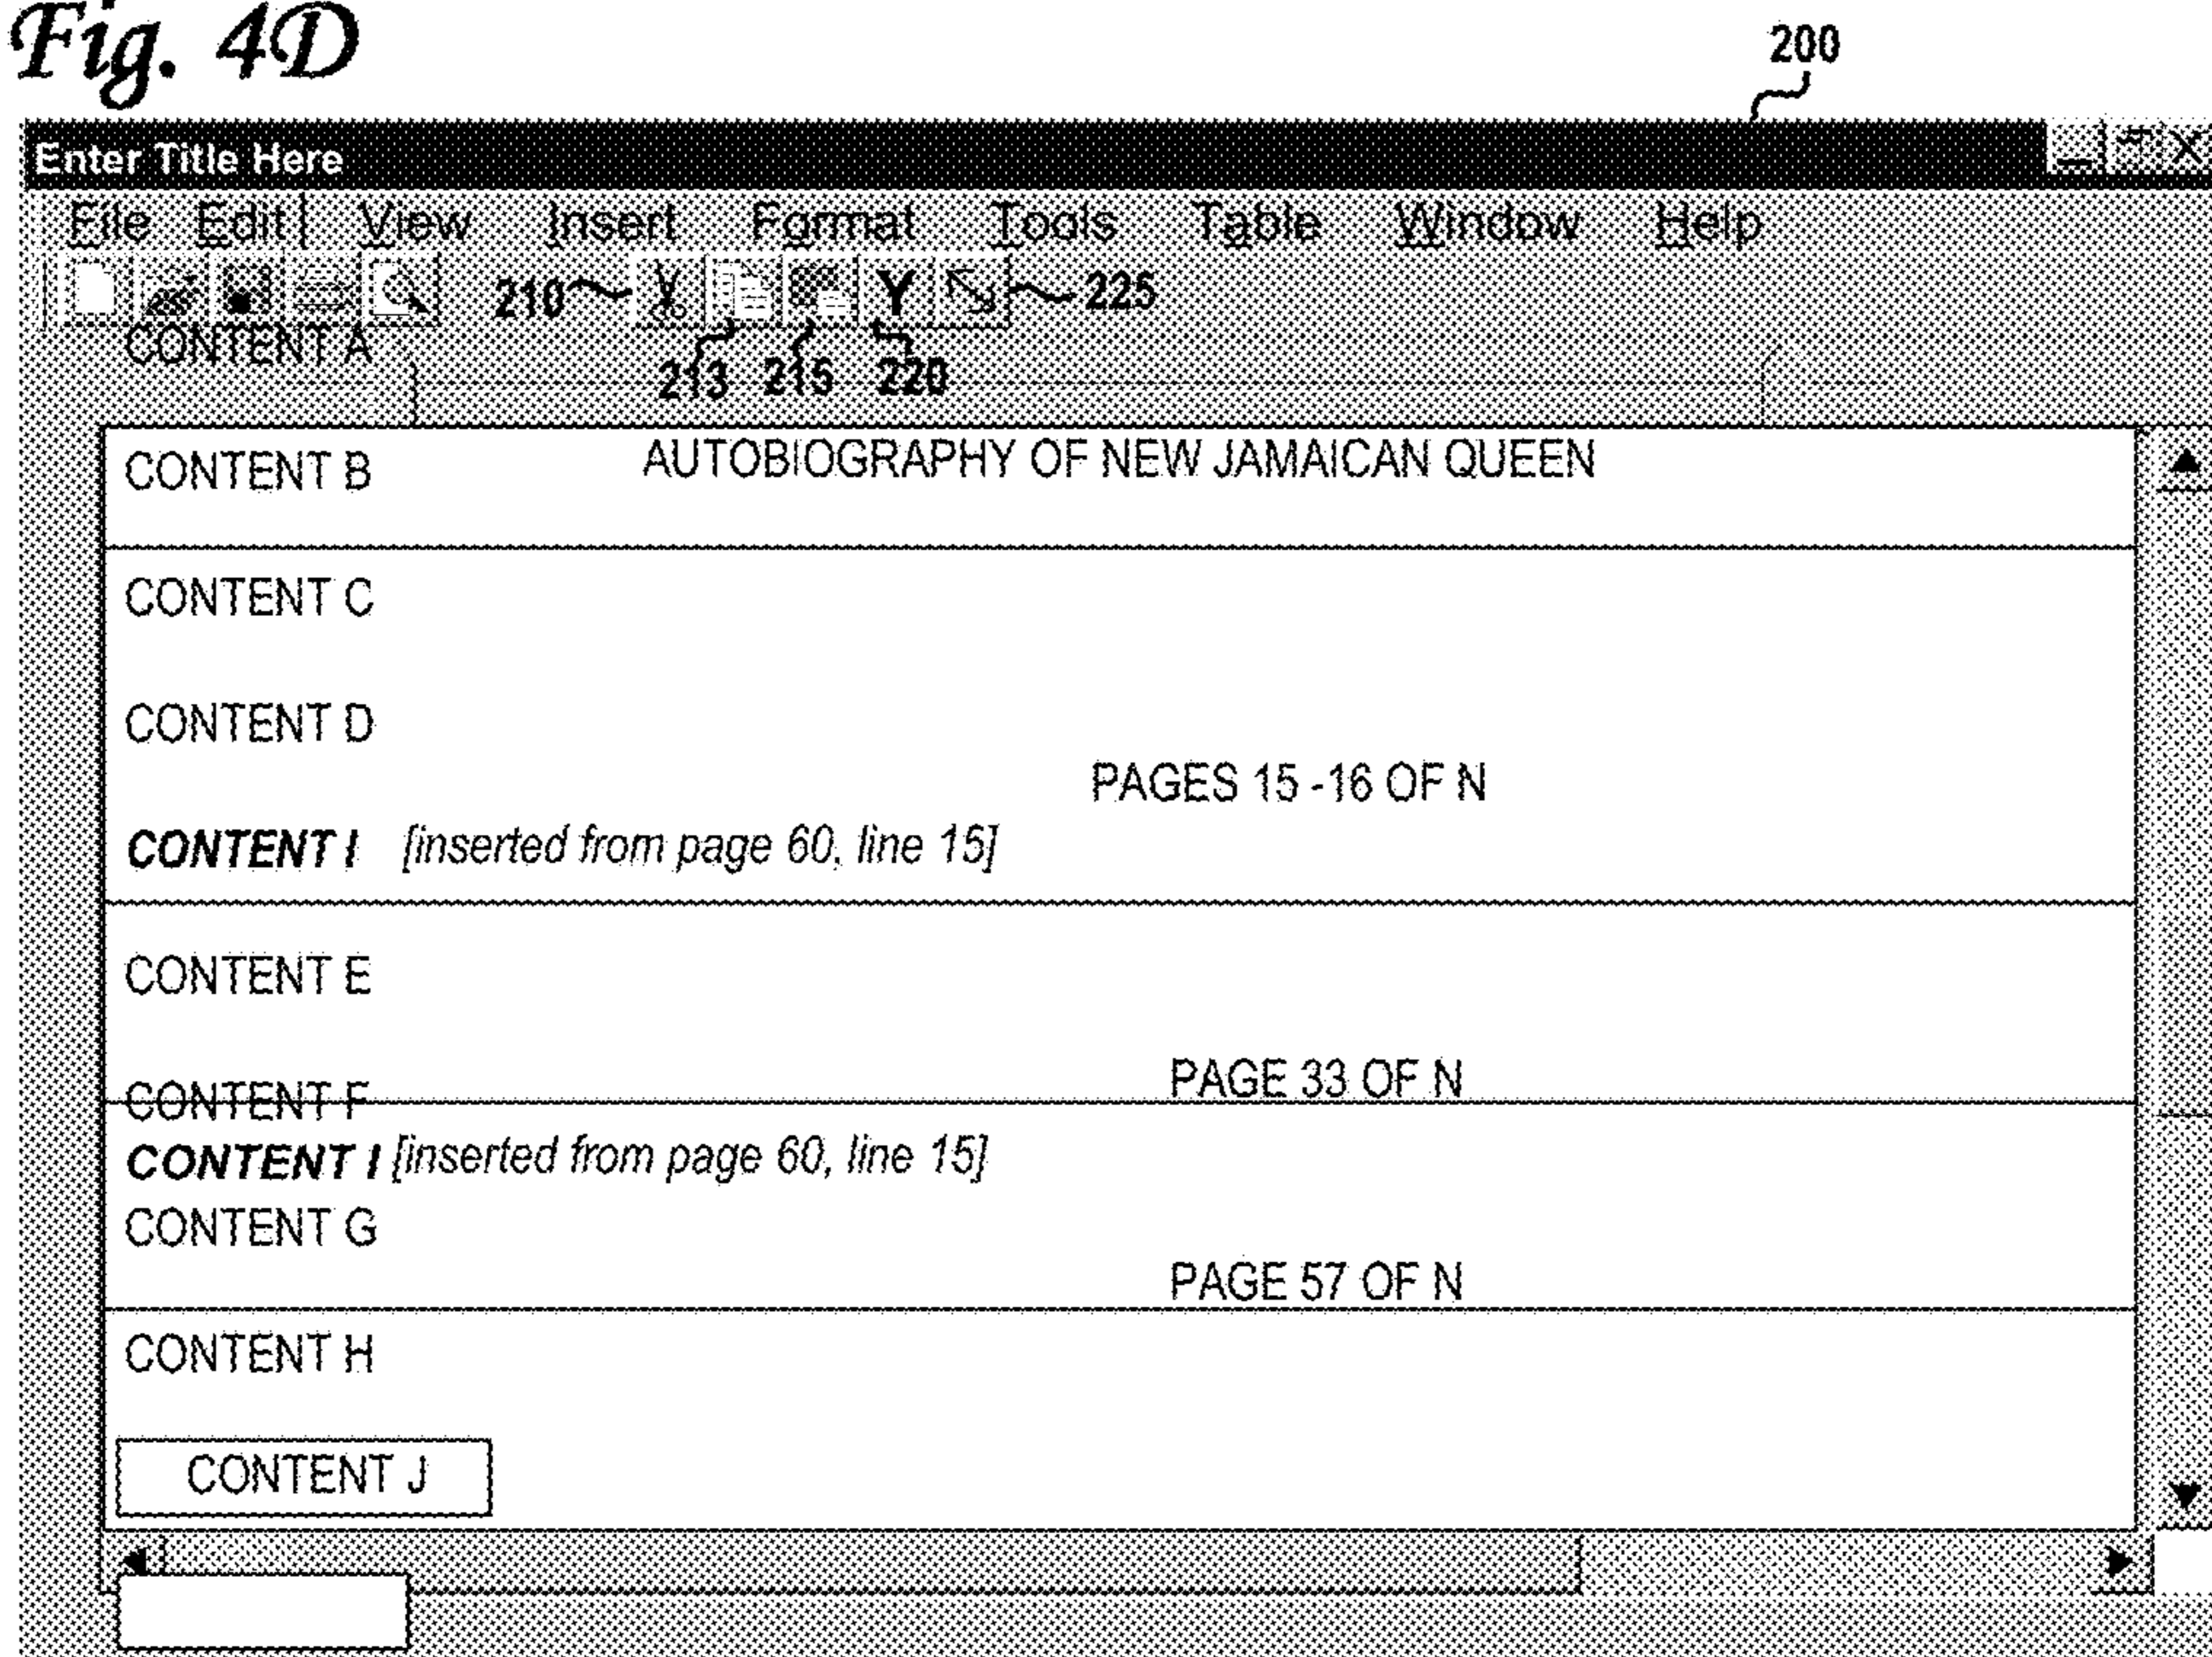 Fig. 4D
200
Enter Title Here
File Edit View Insert Format Tools Table Window Help
210 Y 225
CONTENT A
213 215 220
CONTENT B AUTOBIOGRAPHY OF NEW JAMAICAN QUEEN
CONTENT C
CONTENT D
PAGES 15 -16 OF N
CONTENT I [inserted from page 60, line 15]
CONTENT E
PAGE 33 OF N
CONTENT F
CONTENT I [inserted from page 60, line 15]
CONTENT G
PAGE 57 OF N
CONTENT H
CONTENT J